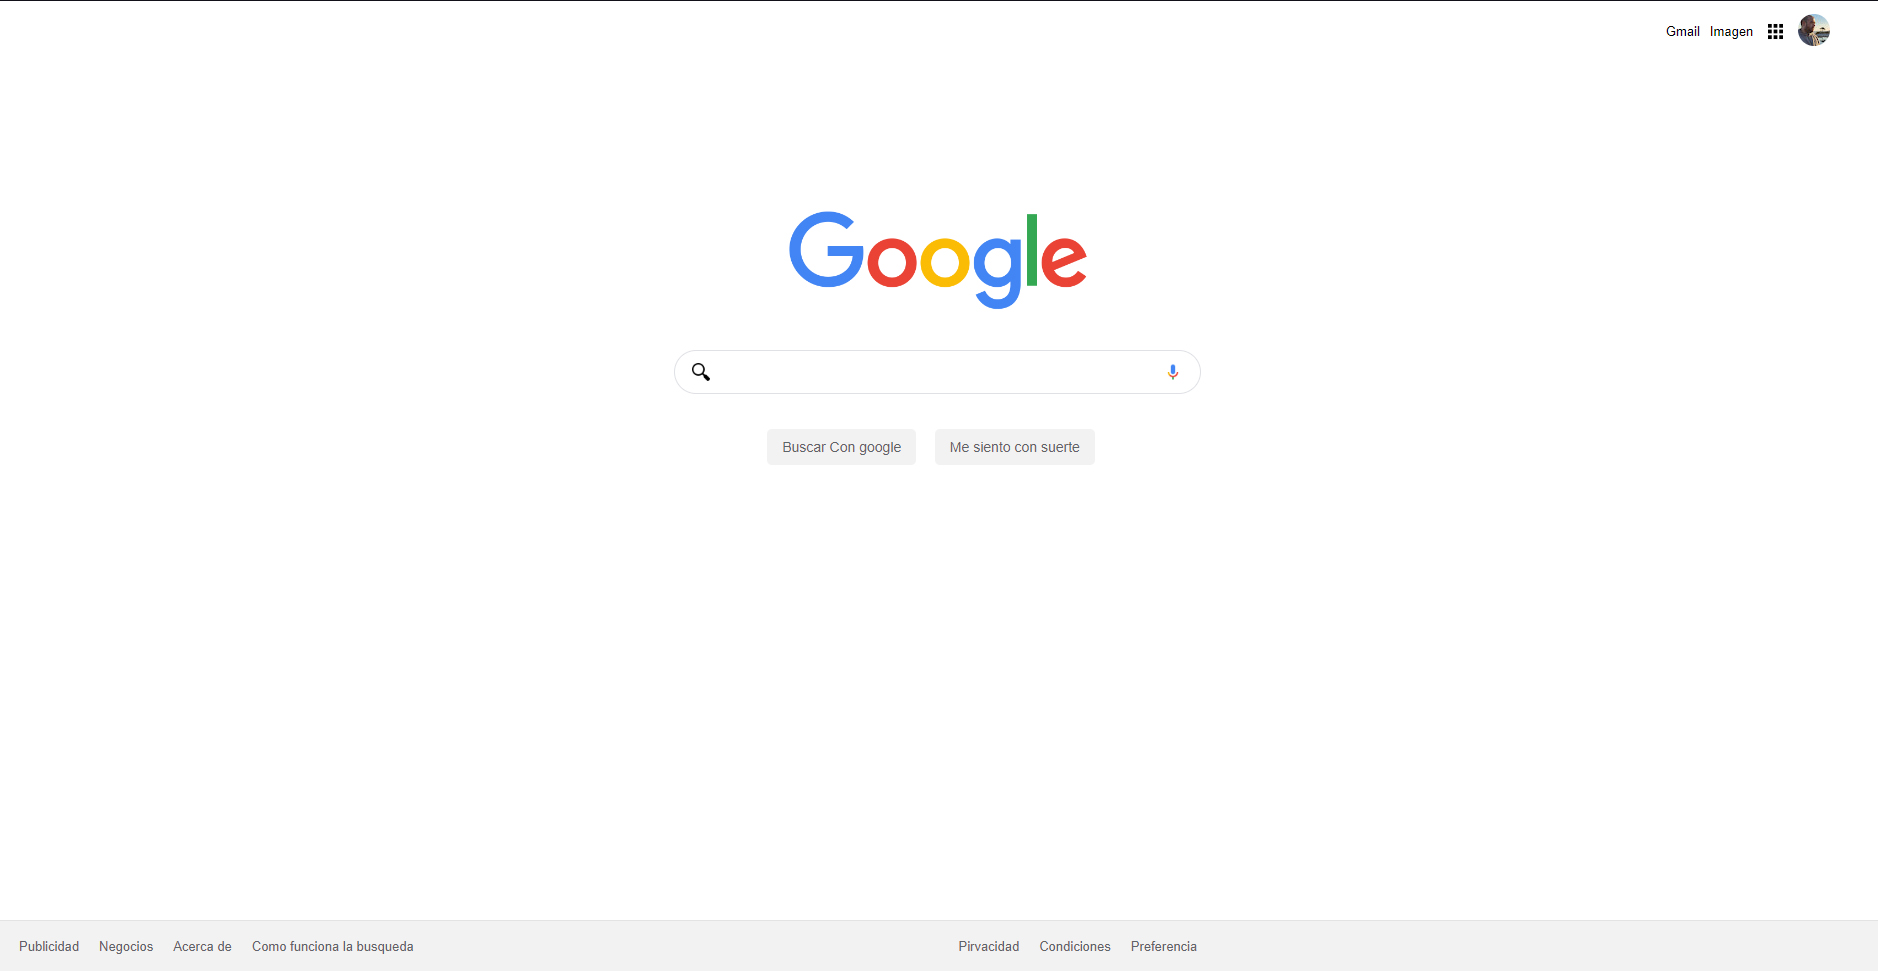 Gmail Imagen
Google
Buscar Con google Me siento con suerte
Publicidad Negocios Acerca de Como funciona la busqueda Pirvacidad Condiciones Preferencia